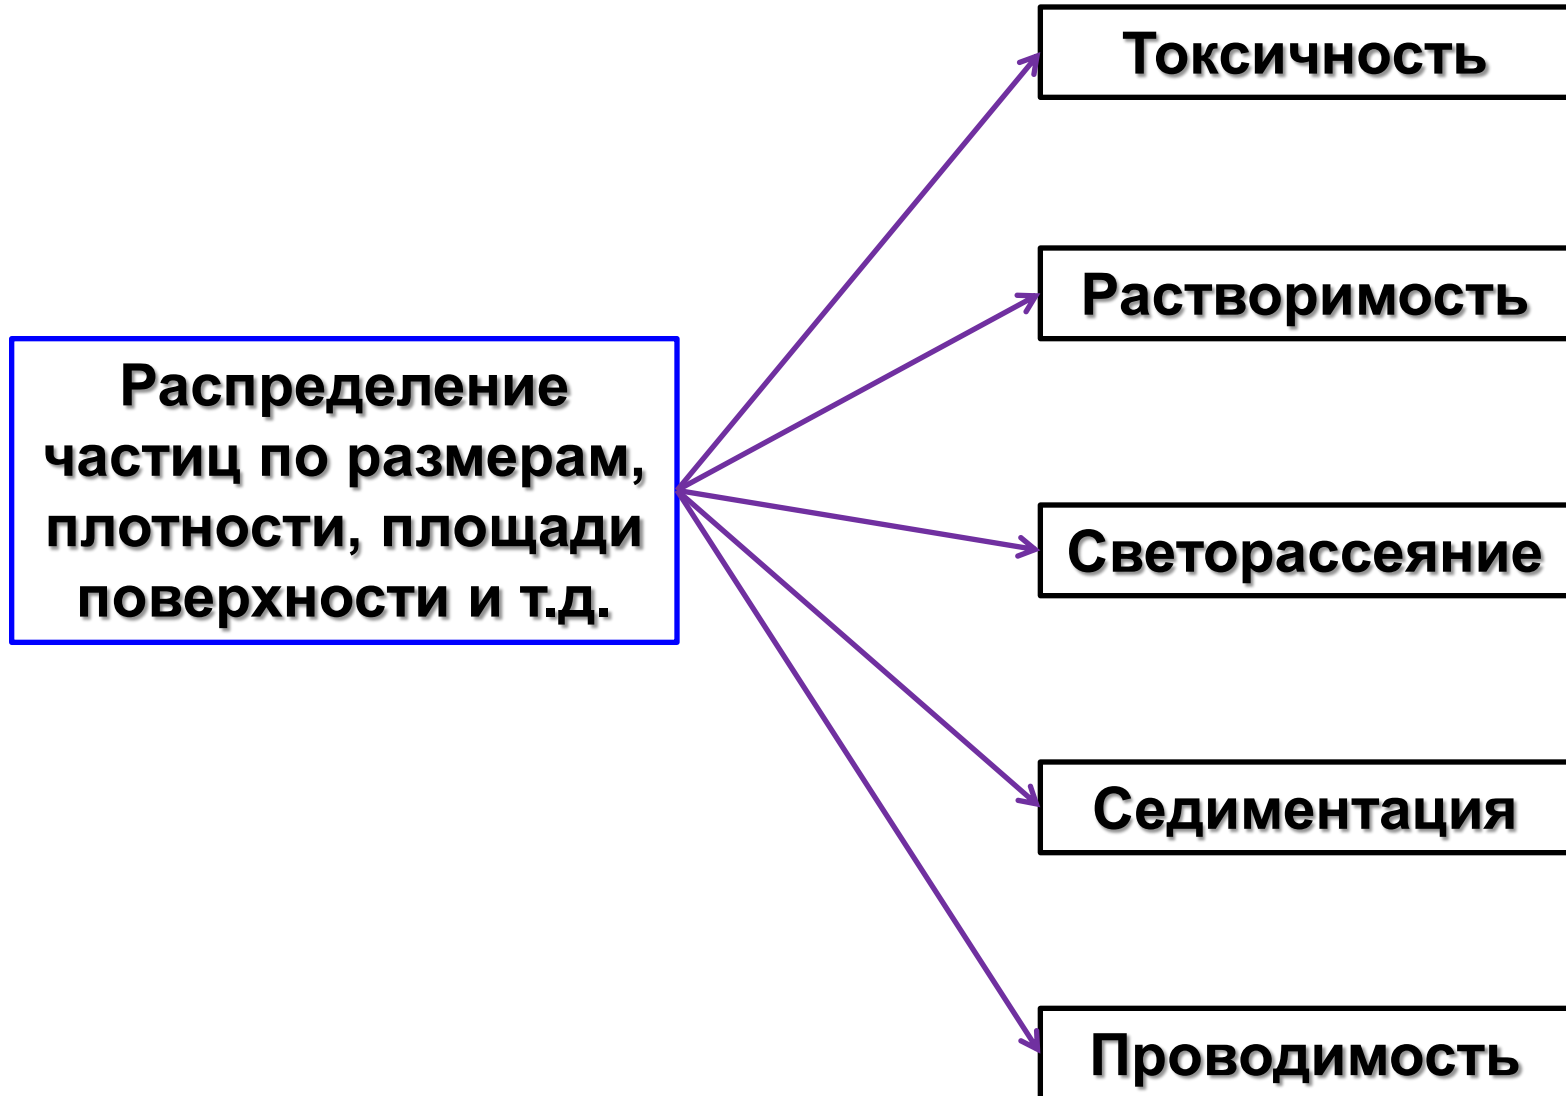 Токсичность
Растворимость
Распределение
частиц по размерам,
плотности, площади
поверхности и т.д.
Светорассеяние
Седиментация
Проводимость